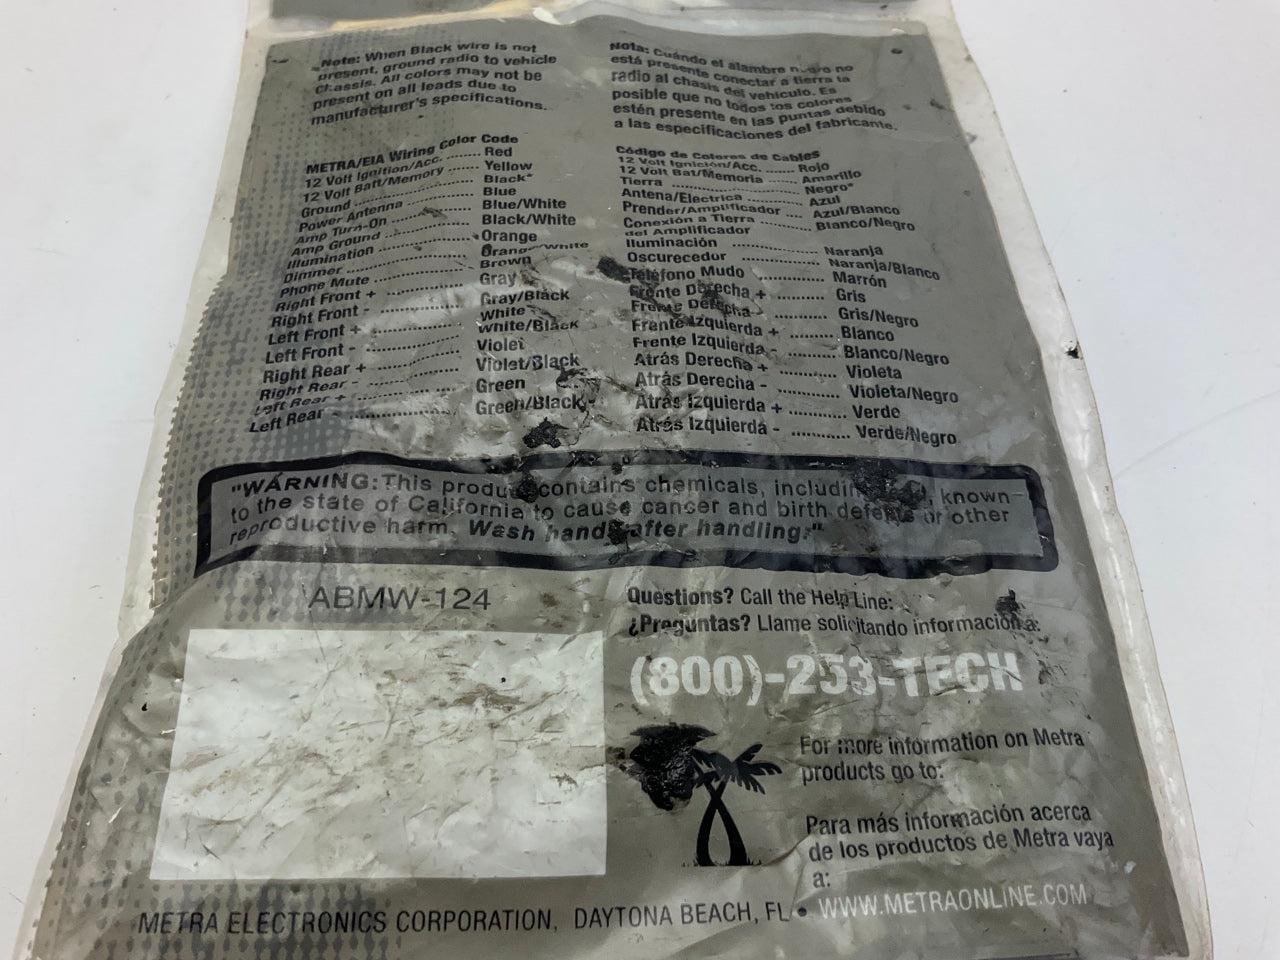 Note: When Black wire is not
present, ground radio to vehicle
chassis. All colors may not be
present on all leads due to
manufacturer's specifications.
METRA/EIA Wiring Color Code
12 Volt Ignition/Acc. ........ Red
12 Volt Batt/Memory ....... Yellow
Ground ............................ Black*
Power Antenna ................ Blue
Amp Turn-On .................. Blue/White
Amp Ground .................... Black/White
Illumination ...................... Orange
Dimmer ........................... Orange/White
Phone Mute ..................... Brown
Right Front + ................... Gray
Right Front - .................... Gray/Black
Left Front + ..................... White
Left Front - ...................... White/Black
Right Rear + .................... Violet
Right Rear - ..................... Violet/Black
Left Rear + ...................... Green
Left Rear - ....................... Green/Black
Nota: Cuándo el alambre negro no
está presente conectar a tierra la
radio al chasis del vehículo. Es
posible que no todos los colores
estén presente en las puntas debido
a las especificaciones del fabricante.
Código de Colores de Cables
12 Volt Ignición/Acc. ....... Rojo
12 Volt Bat/Memoria ....... Amarillo
Tierra .............................. Negro*
Antena/Electrica ............. Azul
Prender/Amplificador .... Azul/Blanco
Conexión a Tierra ........... Blanco/Negro
del Amplificador
Iluminación .................... Naranja
Oscurecedor ................... Naranja/Blanco
Teléfono Mudo ............... Marrón
Frente Derecha + ........... Gris
Frente Derecha - ............ Gris/Negro
Frente Izquierda + .......... Blanco
Frente Izquierda - ........... Blanco/Negro
Atrás Derecha + ............. Violeta
Atrás Derecha - .............. Violeta/Negro
Atrás Izquierda + ............ Verde
Atrás Izquierda - ............. Verde/Negro
"WARNING: This product contains chemicals, including , known
to the state of California to cause cancer and birth defects or other
reproductive harm. Wash hands after handling."
ABMW-124
Questions? Call the Help Line:
¿Preguntas? Llame solicitando información a:
(800)-253-TECH
For more information on Metra
products go to:
Para más información acerca
de los productos de Metra vaya
a:
METRA ELECTRONICS CORPORATION, DAYTONA BEACH, FL • WWW.METRAONLINE.COM